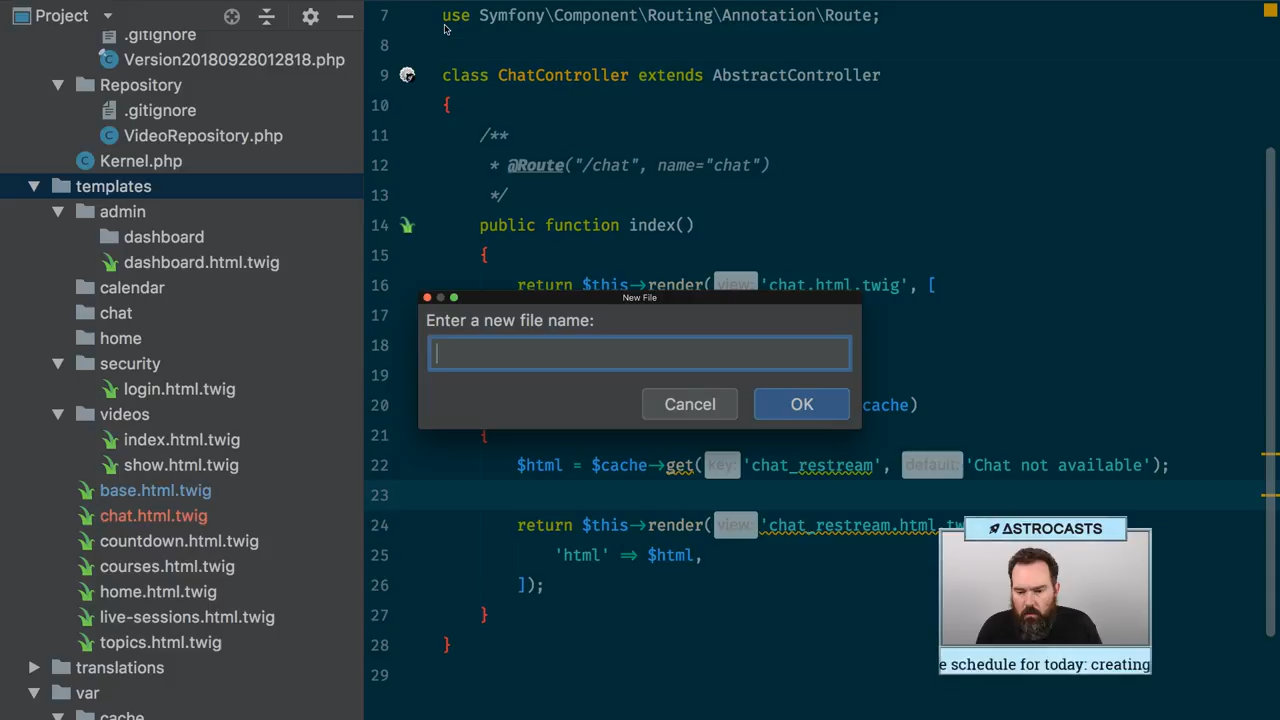 Project
.gitignore
Version20180928012818.php
Repository
.gitignore
VideoRepository.php
Kernel.php
templates
admin
dashboard
dashboard.html.twig
calendar
chat
home
security
login.html.twig
videos
index.html.twig
show.html.twig
base.html.twig
chat.html.twig
countdown.html.twig
courses.html.twig
home.html.twig
live-sessions.html.twig
topics.html.twig
translations
var
cache
7 use Symfony\Component\Routing\Annotation\Route;
8
9 class ChatController extends AbstractController
10 {
11 /**
12 * @Route("/chat", name="chat")
13 */
14 public function index()
15 {
16 return $this→render( view: 'chat.html.twig', [
17
18
19
20 cache)
21 {
22 $html = $cache→get( key: 'chat_restream', default: 'Chat not available');
23
24 return $this→render( view: 'chat_restream.html.tw
25 'html' ⇒ $html,
26 ]);
27 }
28 }
29
New File
Enter a new file name:
Cancel
OK
ΔSTROCASTS
e schedule for today: creating